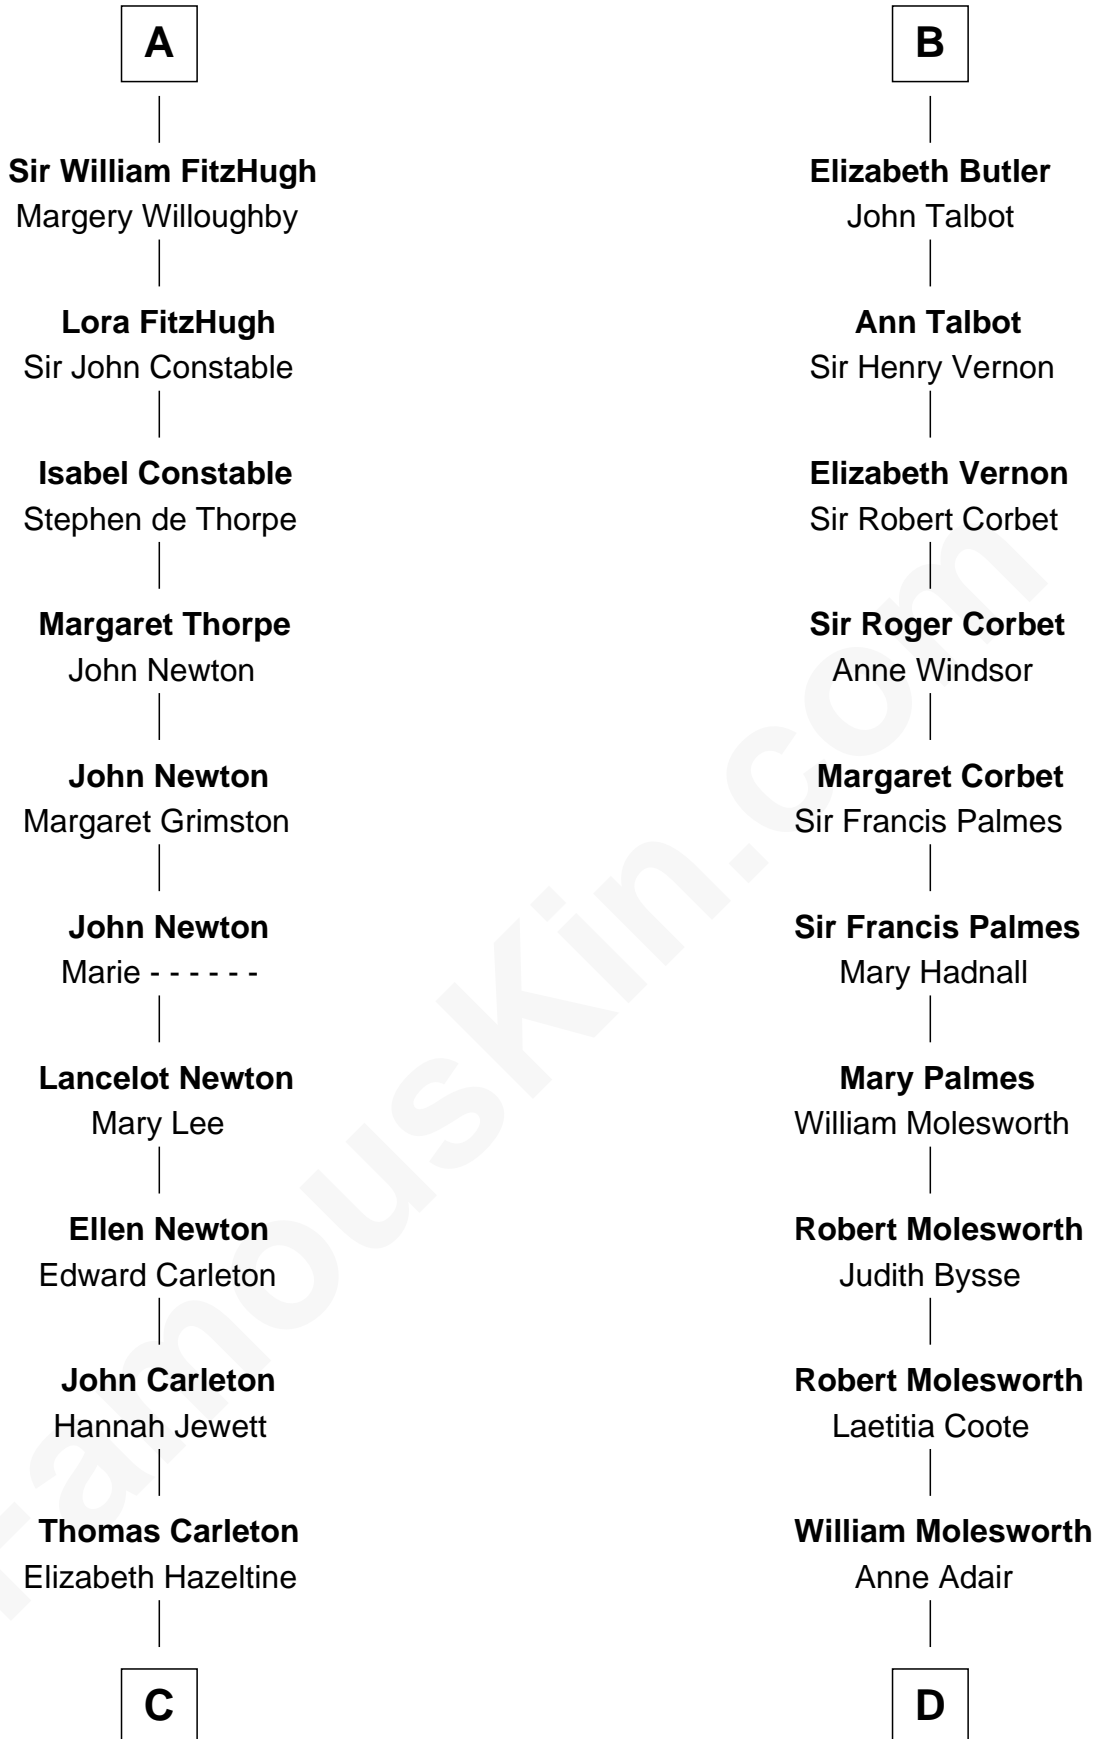 A
Sir William FitzHugh
Margery Willoughby
Lora FitzHugh
Sir John Constable
Isabel Constable
Stephen de Thorpe
Margaret Thorpe
John Newton
John Newton
Margaret Grimston
John Newton
Marie - - - - - -
Lancelot Newton
Mary Lee
Ellen Newton
Edward Carleton
John Carleton
Hannah Jewett
Thomas Carleton
Elizabeth Hazeltine
C
B
Elizabeth Butler
John Talbot
Ann Talbot
Sir Henry Vernon
Elizabeth Vernon
Sir Robert Corbet
Sir Roger Corbet
Anne Windsor
Margaret Corbet
Sir Francis Palmes
Sir Francis Palmes
Mary Hadnall
Mary Palmes
William Molesworth
Robert Molesworth
Judith Bysse
Robert Molesworth
Laetitia Coote
William Molesworth
Anne Adair
D
FamousKin.com